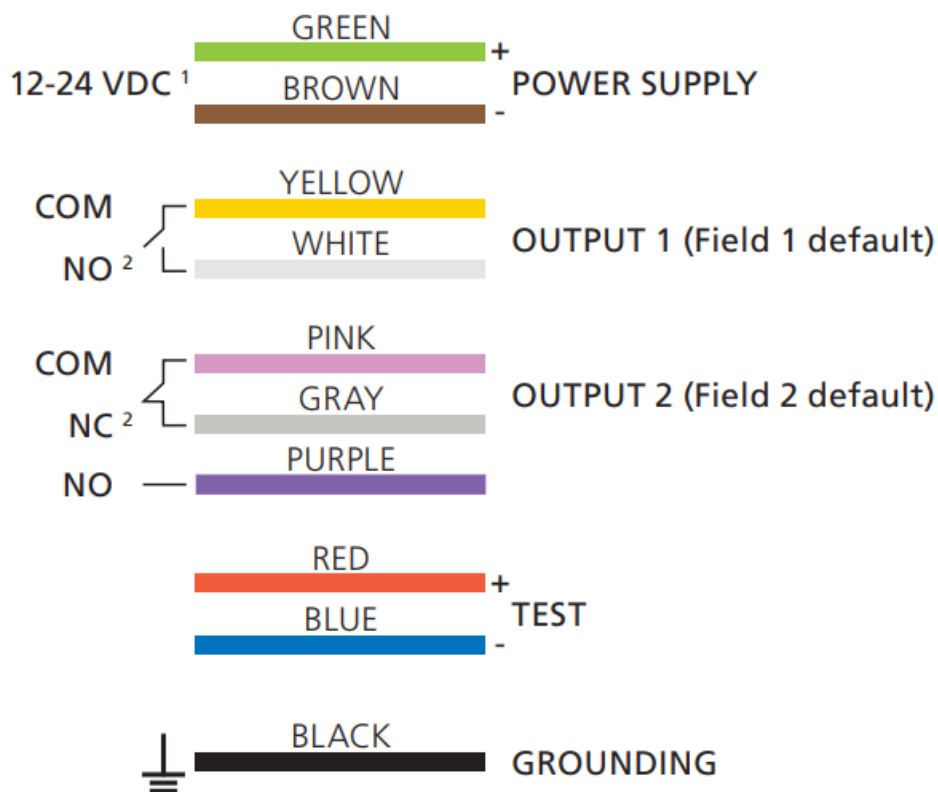 GREEN
+
12-24 VDC ¹
POWER SUPPLY
BROWN
-
YELLOW
COM
OUTPUT 1 (Field 1 default)
WHITE
NO ²
PINK
COM
OUTPUT 2 (Field 2 default)
GRAY
NC ²
PURPLE
NO
RED
+
TEST
BLUE
-
BLACK
GROUNDING